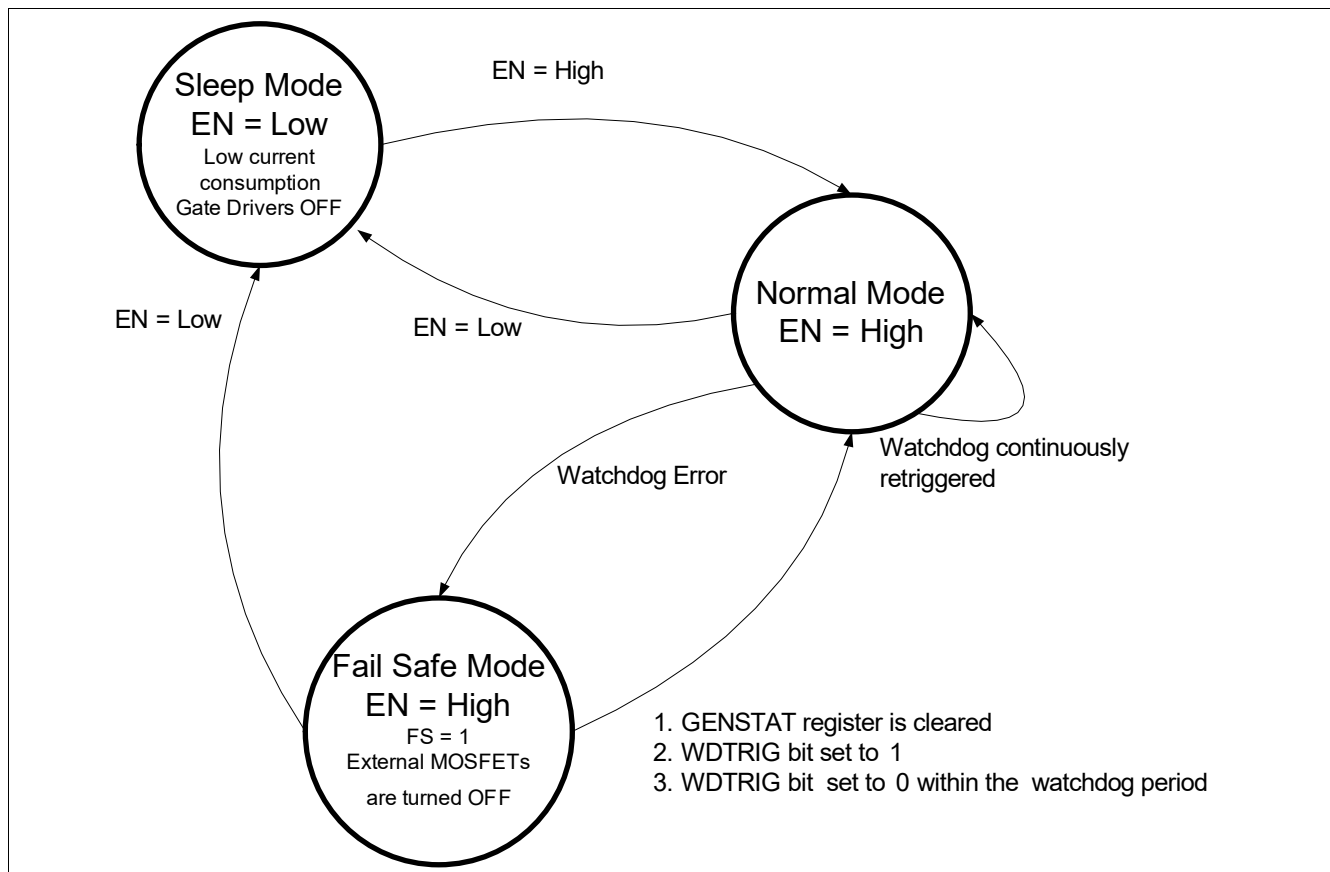 Sleep Mode
EN = Low
Low current
consumption
Gate Drivers OFF
EN = High
Normal Mode
EN = High
EN = Low
EN = Low
Watchdog continuously
retriggered
Watchdog Error
Fail Safe Mode
EN = High
FS = 1
External MOSFETs
are turned OFF
1. GENSTAT register is cleared
2. WDTRIG bit set to 1
3. WDTRIG bit set to 0 within the watchdog period